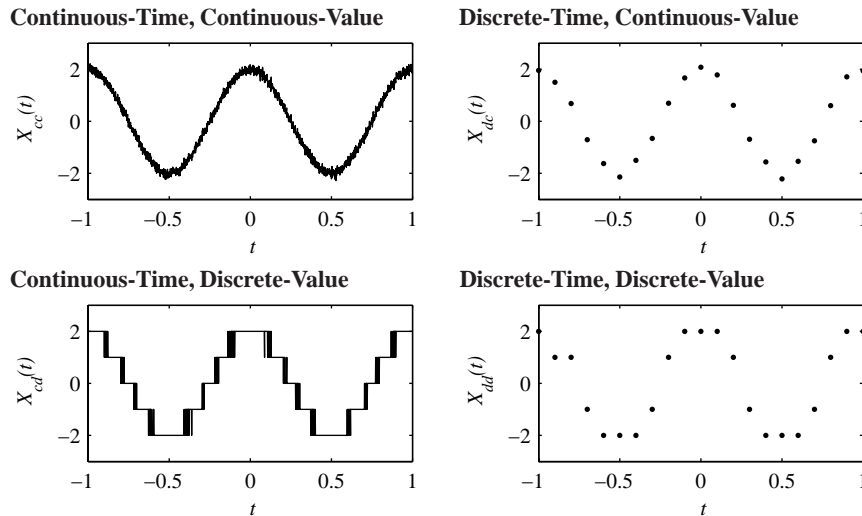 Continuous-Time, Continuous-Value
2
0
−2
X_cc(t)
−1 −0.5 0 0.5 1
t
Discrete-Time, Continuous-Value
2
0
−2
X_dc(t)
−1 −0.5 0 0.5 1
t
Continuous-Time, Discrete-Value
2
0
−2
X_cd(t)
−1 −0.5 0 0.5 1
t
Discrete-Time, Discrete-Value
2
0
−2
X_dd(t)
−1 −0.5 0 0.5 1
t